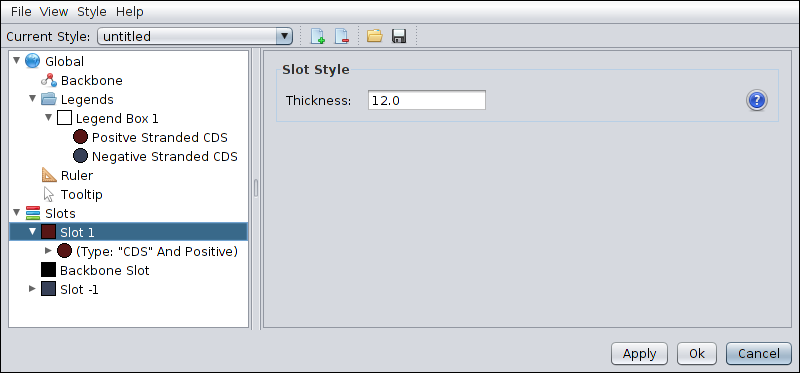 File View Style Help
Current Style: untitled
Global
Backbone
Legends
Legend Box 1
Positve Stranded CDS
Negative Stranded CDS
Ruler
Tooltip
Slots
Slot 1
(Type: "CDS" And Positive)
Backbone Slot
Slot -1
Slot Style
Thickness: 12.0
?
Apply Ok Cancel